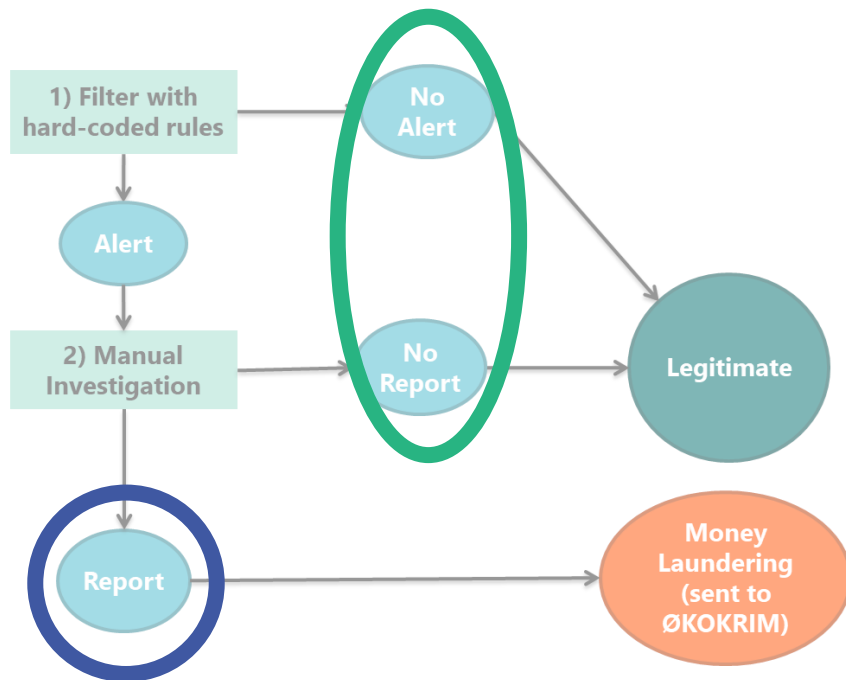 1) Filter with
hard-coded rules
No
Alert
Alert
2) Manual
Investigation
No
Report
Legitimate
Report
Money
Laundering
(sent to
ØKOKRIM)